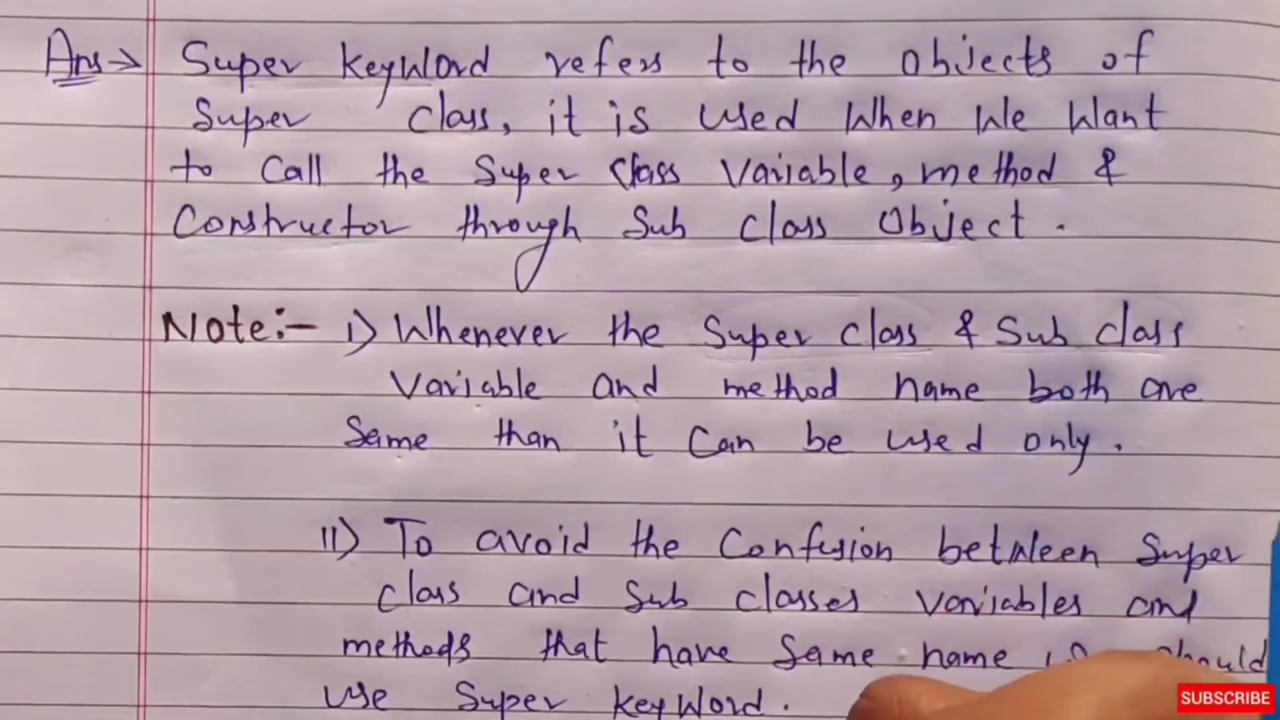 Ans→ Super keyword refers to the objects of
Super class, it is used when we want
to call the super class variable, method &
Constructor through sub class object.
Note:- i) Whenever the super class & sub class
variable and method name both are
same than it can be used only.
ii) To avoid the confusion between super
class and sub classes variables and
methods that have same name should
use super keyword.
SUBSCRIBE